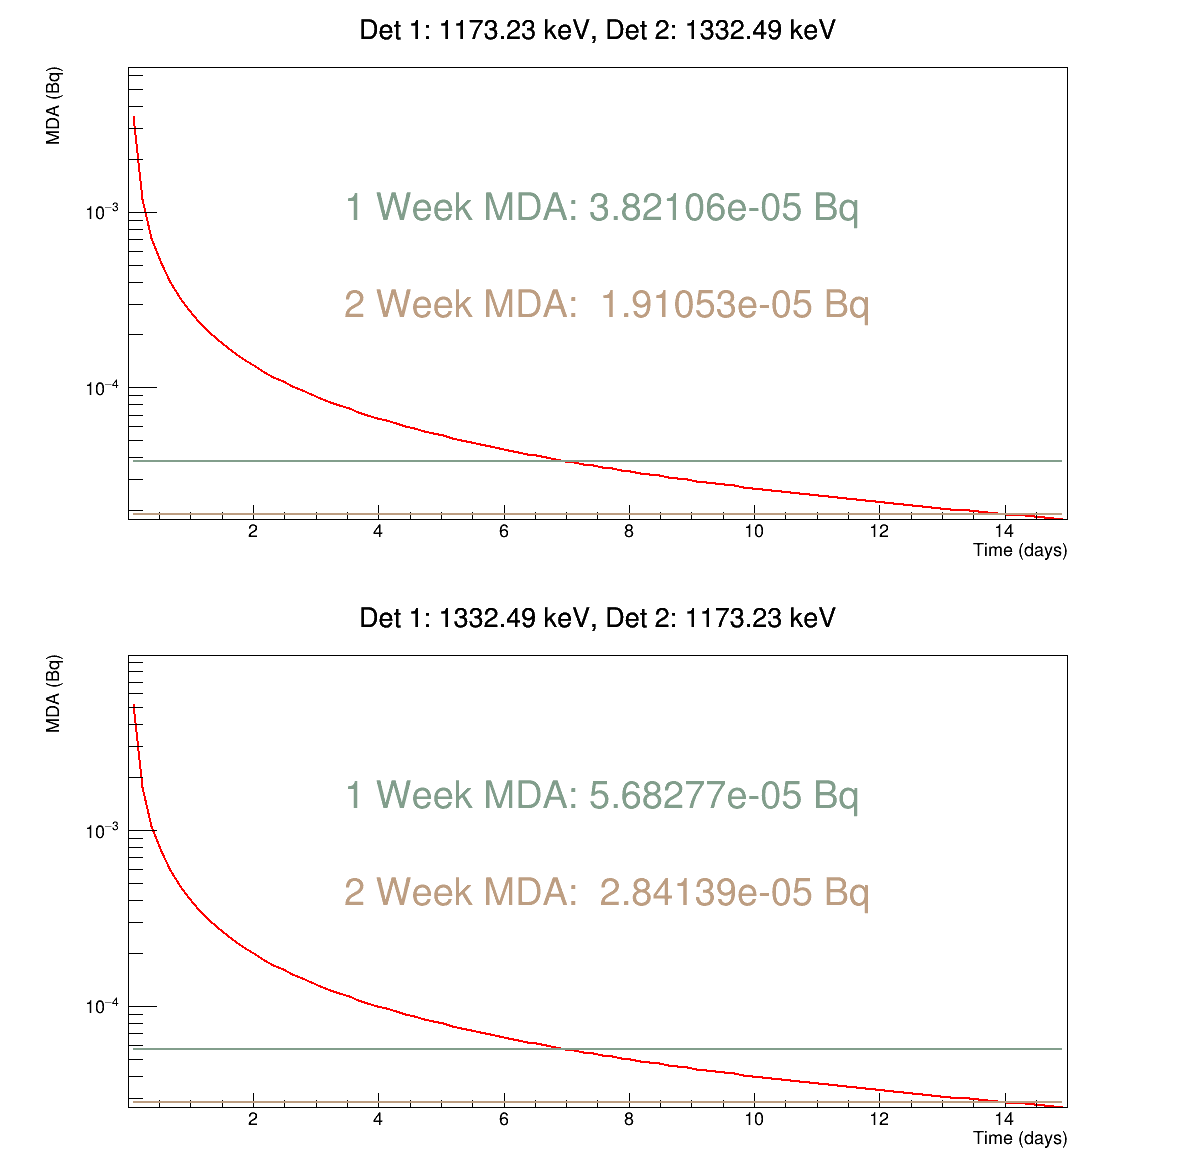 Det 1: 1173.23 keV, Det 2: 1332.49 keV
MDA (Bq)
1 Week MDA: 3.82106e-05 Bq
2 Week MDA: 1.91053e-05 Bq
10⁻³
10⁻⁴
2 4 6 8 10 12 14
Time (days)
Det 1: 1332.49 keV, Det 2: 1173.23 keV
MDA (Bq)
1 Week MDA: 5.68277e-05 Bq
2 Week MDA: 2.84139e-05 Bq
10⁻³
10⁻⁴
2 4 6 8 10 12 14
Time (days)